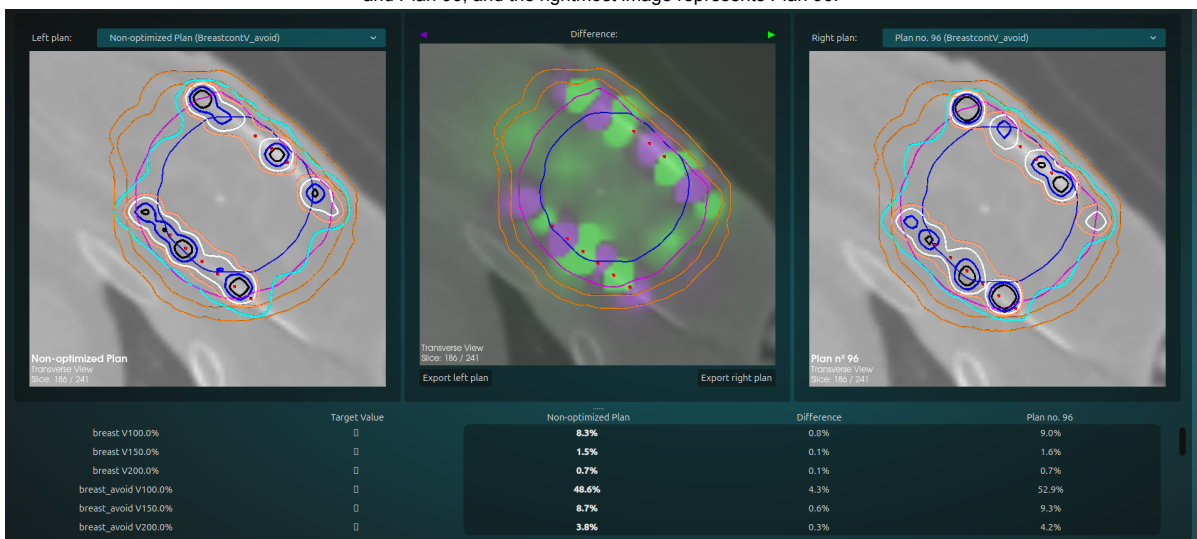 and Plan 96, and the rightmost image represents Plan 96.
Left plan: Non-optimized Plan (BreastcontV_avoid)
Difference:
Right plan: Plan no. 96 (BreastcontV_avoid)
Non-optimized Plan
Transverse View
Slice: 186 / 241
Transverse View
Slice: 186 / 241
Plan nº 96
Transverse View
Slice: 186 / 241
Export left plan Export right plan
Target Value Non-optimized Plan Difference Plan no. 96
breast V100.0% 8.3% 0.8% 9.0%
breast V150.0% 1.5% 0.1% 1.6%
breast V200.0% 0.7% 0.1% 0.7%
breast_avoid V100.0% 48.6% 4.3% 52.9%
breast_avoid V150.0% 8.7% 0.6% 9.3%
breast_avoid V200.0% 3.8% 0.3% 4.2%